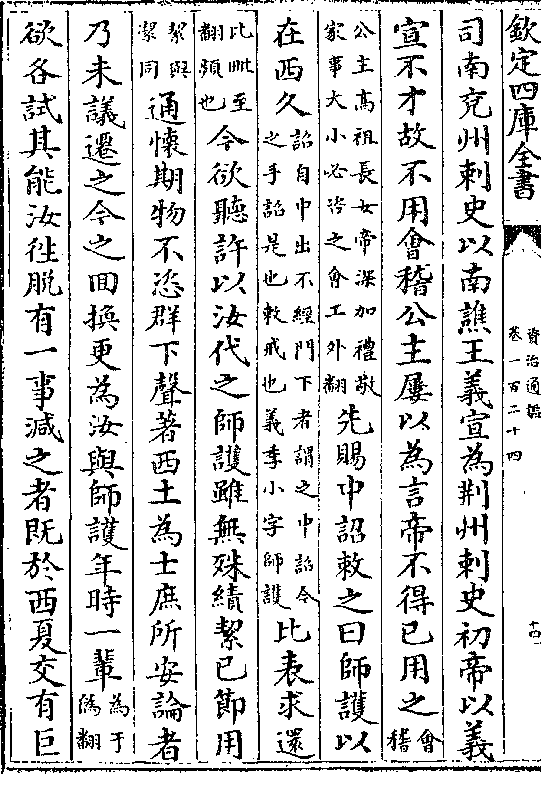 欽定四庫全書
資治通鑑
卷一百二十四
十四
司南兗州刺史以南譙王義宣為荆州刺史初帝以義
宣不才故不用會稽公主屢以為言帝不得已用之會稽
公主高祖長女帝深加禮敬家事大小必咨之會工外翻先賜中詔敕之曰師護以
在西久詔自中出不經門下者謂之中詔今之手詔是也敕戒也義季小字師護比表求還
比毗至翻頻也今欲聽許以汝代之師護雖無殊績絜已節用
絜與潔同通懷期物不恣群下聲著西土為士庶所安論者
乃未議遷之今之回換更為汝與師護年時一輩為于偽翻
欲各試其能汝往脫有一事減之者既於西夏交有巨